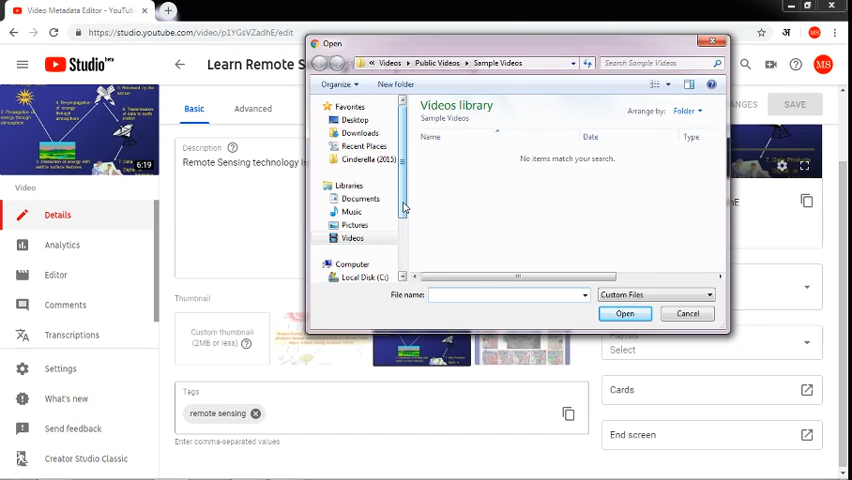 Video Metadata Editor - YouTube
https://studio.youtube.com/video/p1YGsVZadhE/edit
अ
MS
Studio beta
Learn Remote S
MS
Basic
Advanced
SAVE
Description
Remote Sensing technology i
6:19
Video
Details
Analytics
Editor
Comments
Transcriptions
Settings
What's new
Send feedback
Creator Studio Classic
Thumbnail
Custom thumbnail
(2MB or less)
Tags
remote sensing
Enter comma-separated values
Open
Videos
Public Videos
Sample Videos
Search Sample Videos
Organize
New folder
Favorites
Desktop
Downloads
Recent Places
Cinderella (2015)
Libraries
Documents
Music
Pictures
Videos
Computer
Local Disk (C:)
Videos library
Sample Videos
Arrange by: Folder
Name
Date
Type
No items match your search.
File name:
Custom Files
Open
Cancel
Select
Cards
End screen